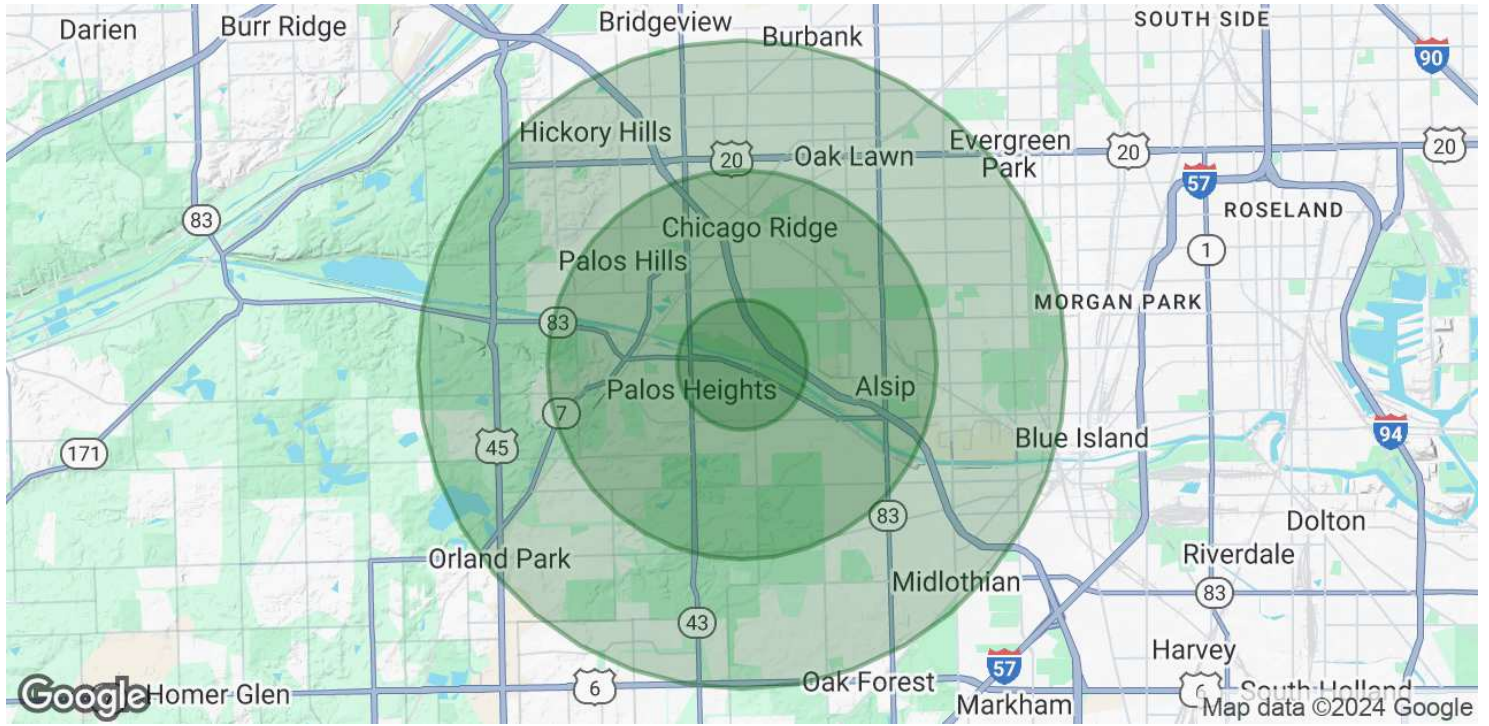 SOUTH SIDE
Bridgeview
Darien
Burr Ridge
Burbank
90
Hickory Hills
Evergreen
Park
20
Oak Lawn
20
20
57
83
Chicago Ridge
ROSELAND
Palos Hills
1
MORGAN PARK
83
Palos Heights
Alsip
7
Blue Island
94
45
171
83
Dolton
Orland Park
Riverdale
Midlothian
83
43
Harvey
57
Oak Forest
6
Homer Glen
Markham
6
South Holland
Google
Map data ©2024 Google